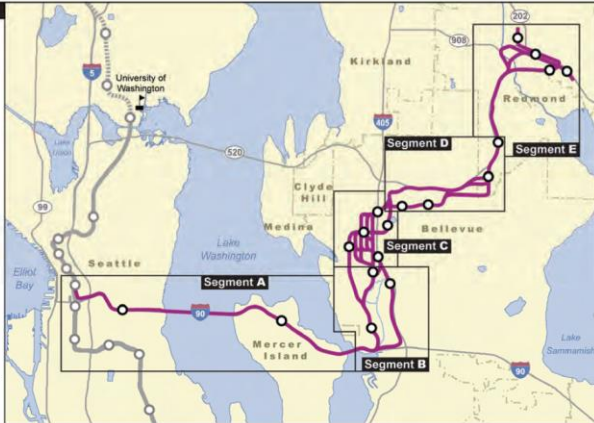 202
908
Kirkland
5
University of
Washington
Redmond
405
Segment D
Segment E
Lake
Union
520
Clyde
Hill
99
Medina
Bellevue
Segment C
Lake
Washington
Elliot
Bay
Seattle
Segment A
90
Mercer
Island
Segment B
Lake
Sammamish
90